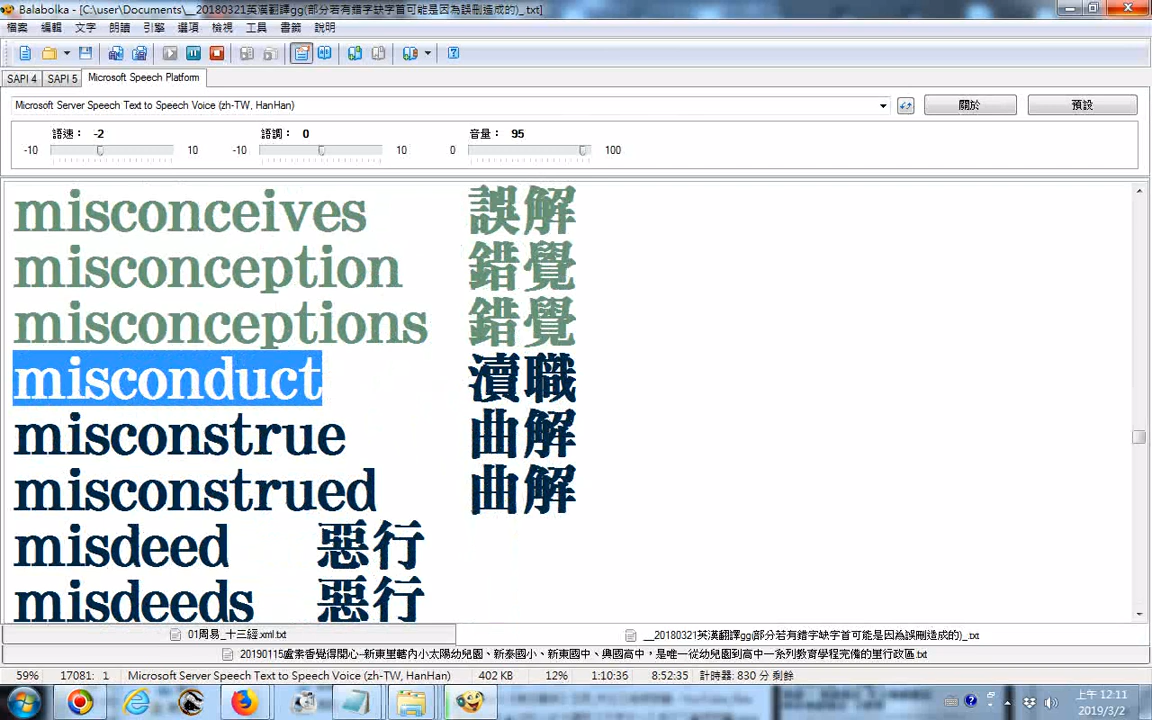 Balabolka - [C:\user\Documents\__20180321英漢翻譯gg(部分若有錯字缺字首可能是因為誤刪造成的)_.txt]
檔案 編輯 文字 朗讀 引擎 選項 檢視 工具 書籤 說明
SAPI 4 SAPI 5 Microsoft Speech Platform
Microsoft Server Speech Text to Speech Voice (zh-TW, HanHan) 關於 預設
語速： -2 語調： 0 音量： 95
-10 10 -10 10 0 100
misconceives 誤解
misconception 錯覺
misconceptions 錯覺
misconduct 瀆職
misconstrue 曲解
misconstrued 曲解
misdeed 惡行
misdeeds 惡行
01周易_十三經.xml.txt __20180321英漢翻譯gg(部分若有錯字缺字首可能是因為誤刪造成的)_.txt
20190115盧素香覺得開心--新東里轄內小太陽幼兒園、新泰國小、新東國中、興國高中，是唯一從幼兒園到高中一系列教育學程完備的里行政區.txt
59% 17081: 1 Microsoft Server Speech Text to Speech Voice (zh-TW, HanHan) 402 KB 12% 1:10:35 8:52:35 計時器: 830 分 剩餘
上午 12:11
2019/3/2